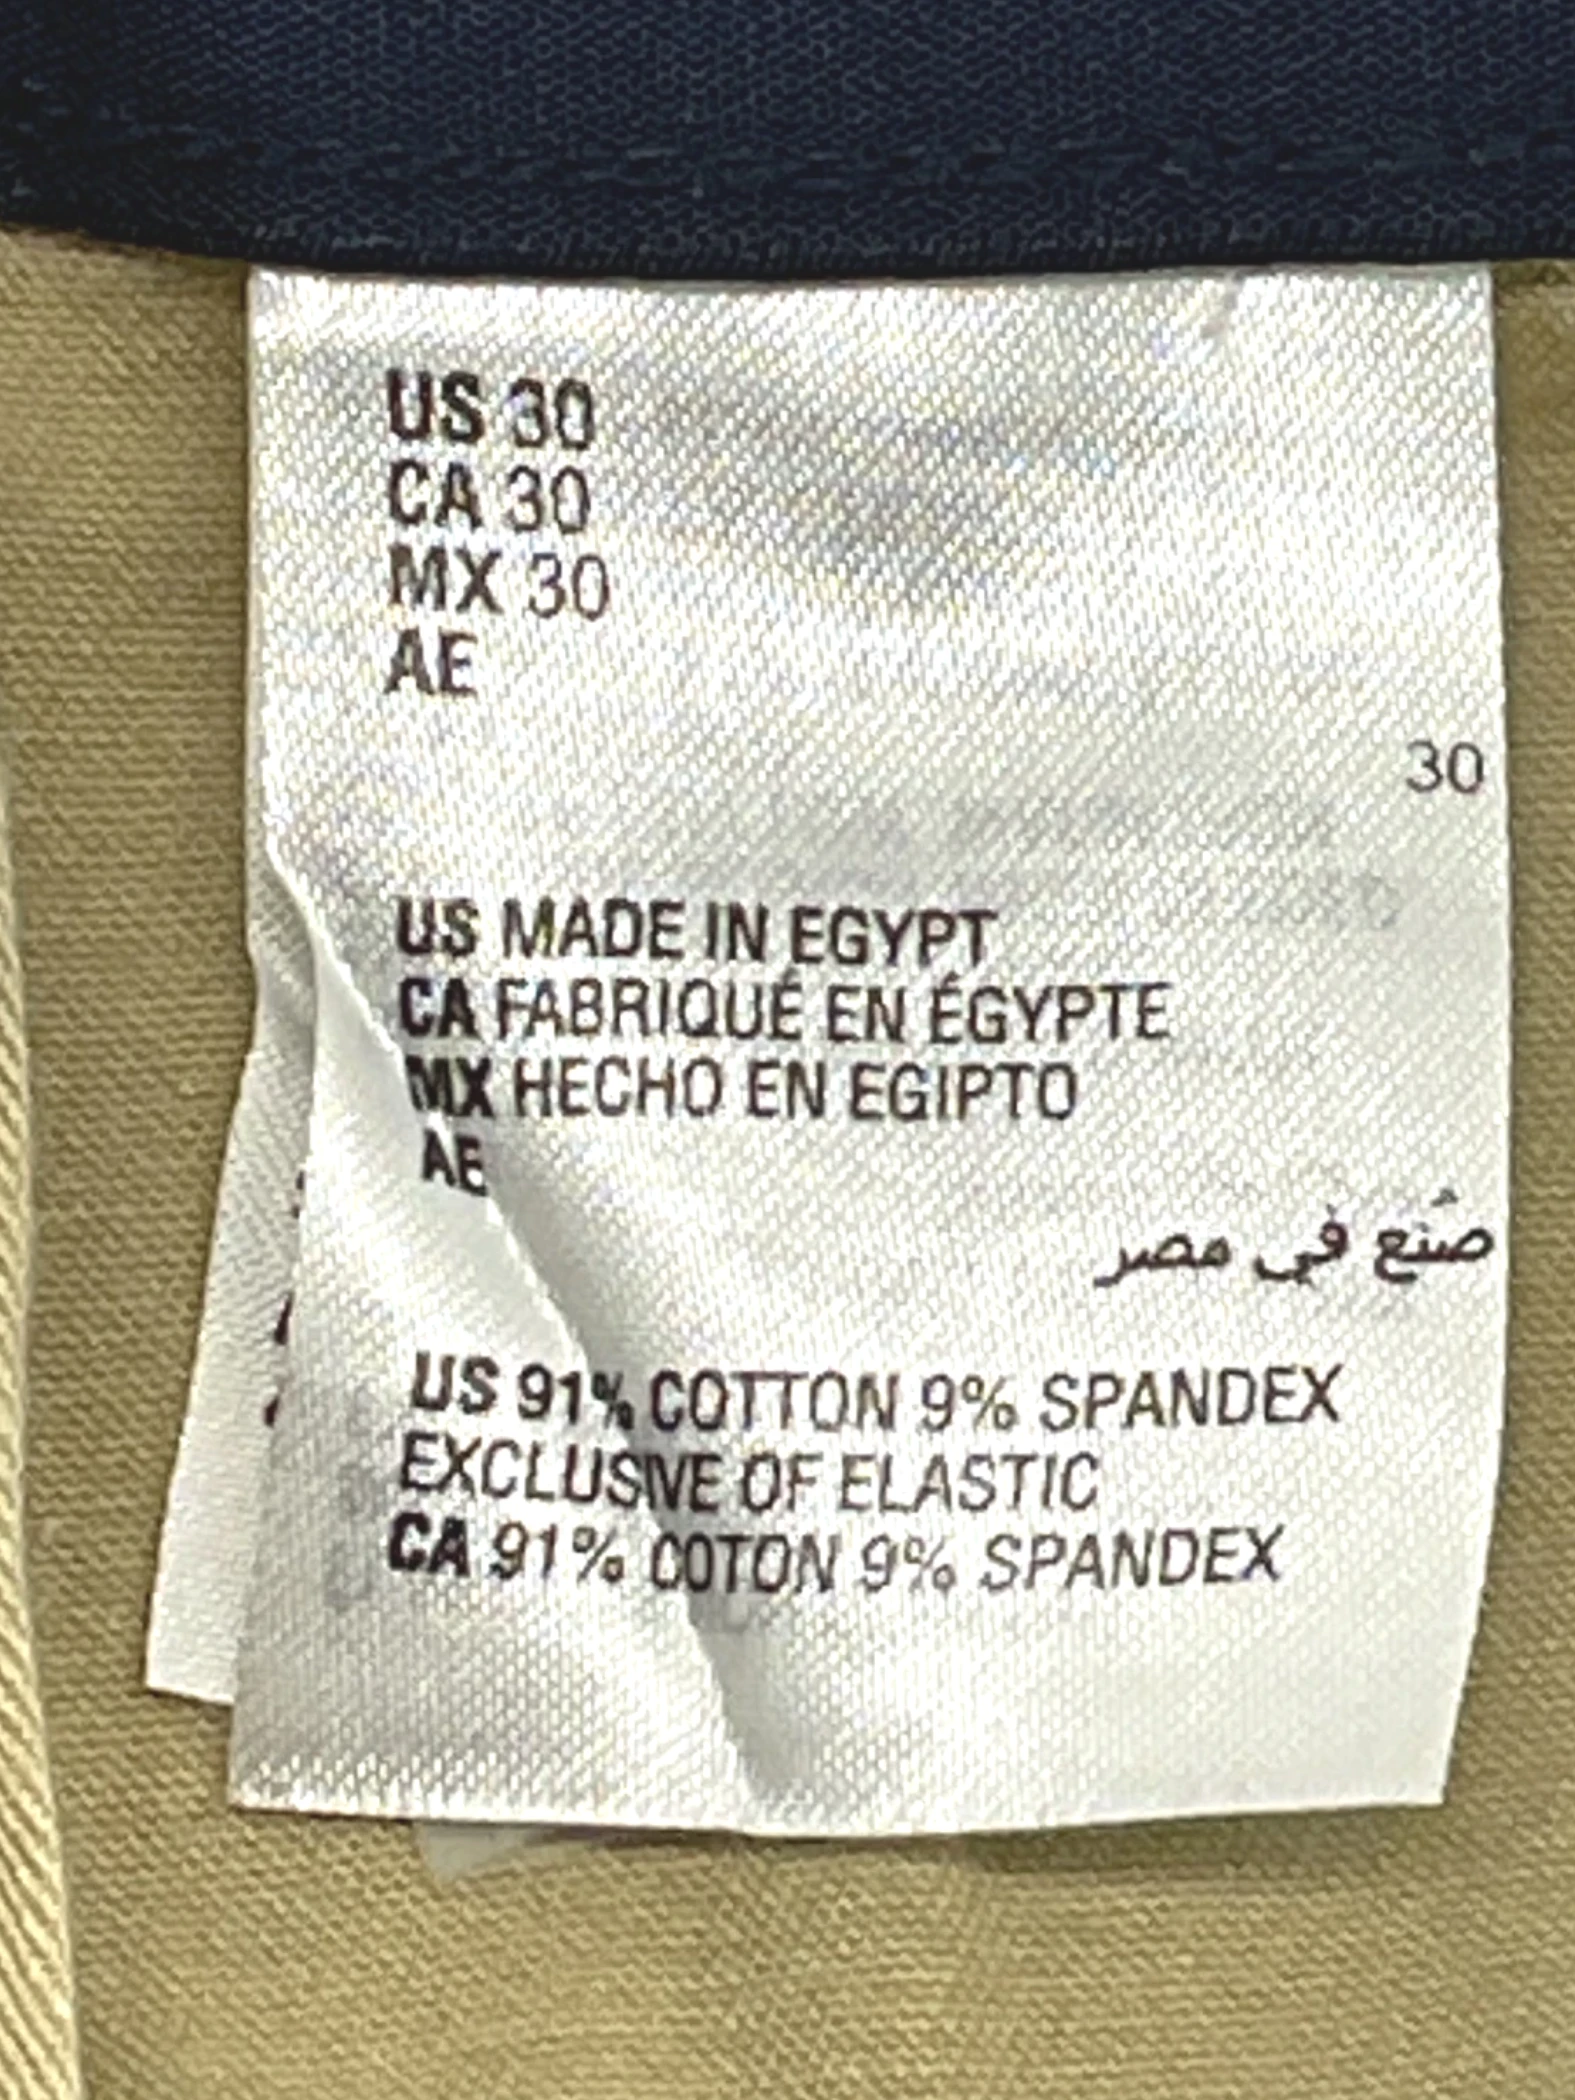 US 30
CA 30
MX 30
AE
30
US MADE IN EGYPT
CA FABRIQUÉ EN ÉGYPTE
MX HECHO EN EGIPTO
AE
صُنع في مصر
US 91% COTTON 9% SPANDEX
EXCLUSIVE OF ELASTIC
CA 91% COTON 9% SPANDEX